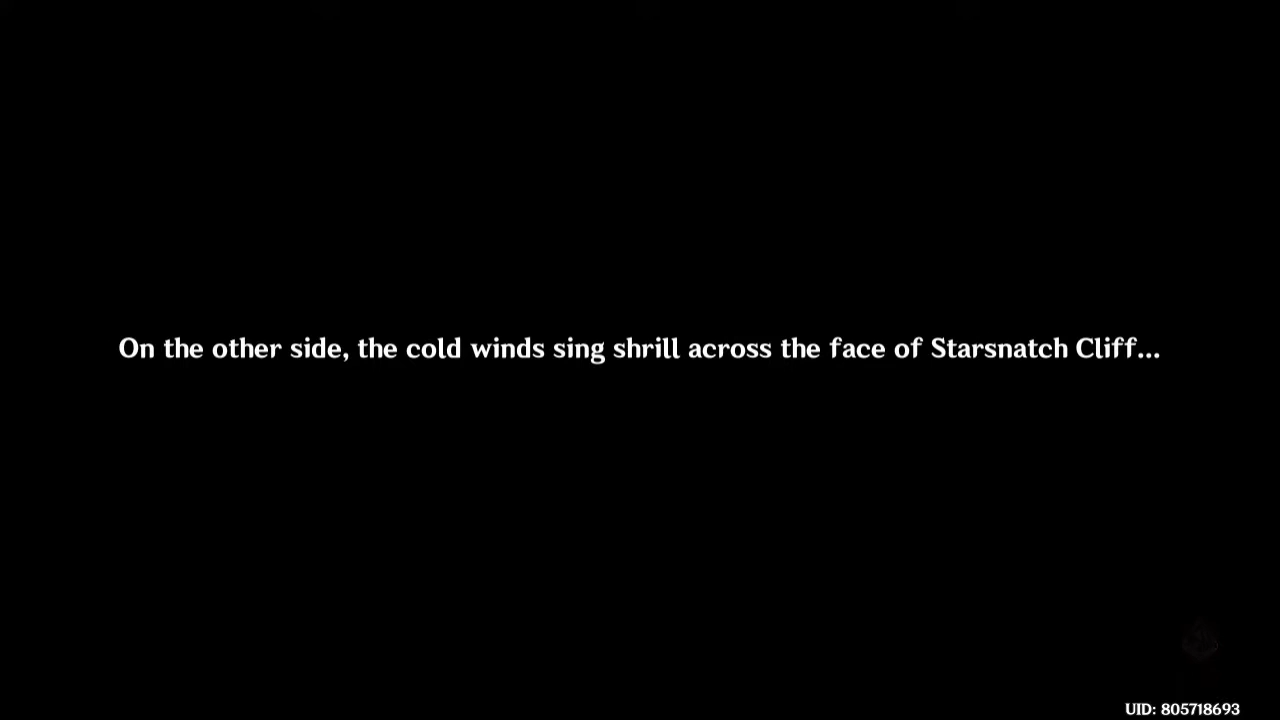 On the other side, the cold winds sing shrill across the face of Starsnatch Cliff...
UID: 805718693